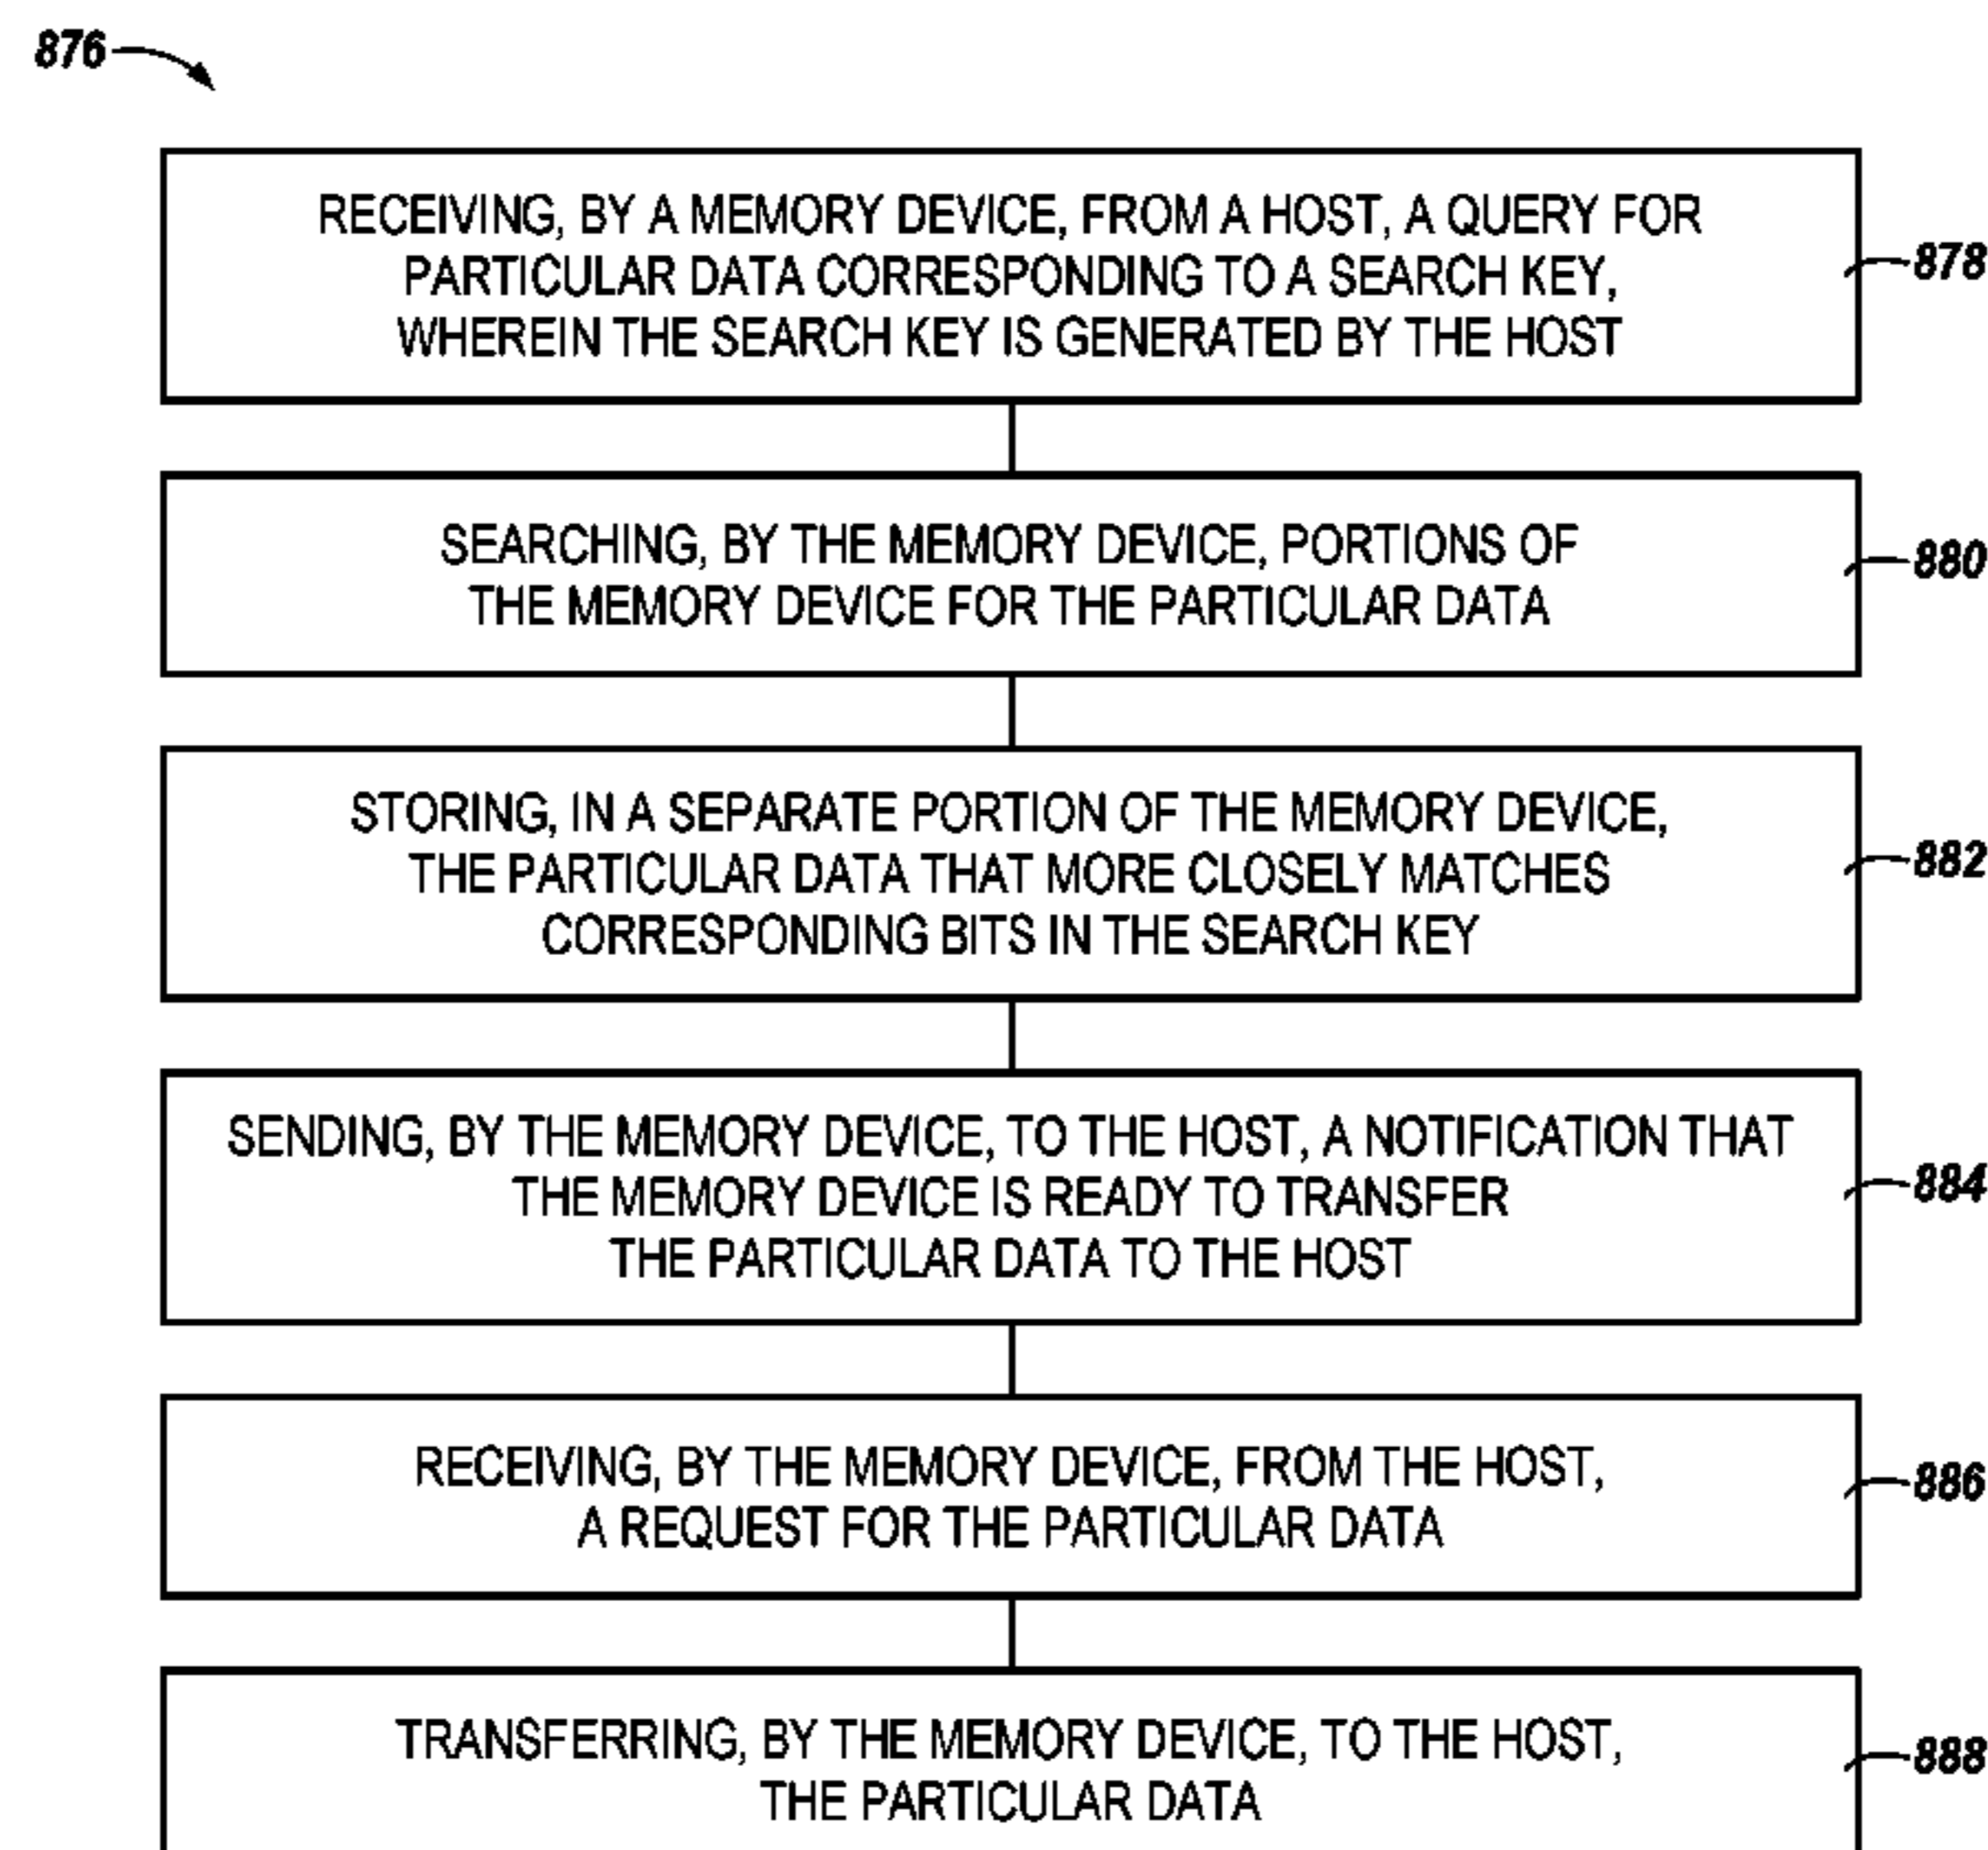 876
RECEIVING, BY A MEMORY DEVICE, FROM A HOST, A QUERY FOR
PARTICULAR DATA CORRESPONDING TO A SEARCH KEY,
WHEREIN THE SEARCH KEY IS GENERATED BY THE HOST
878
SEARCHING, BY THE MEMORY DEVICE, PORTIONS OF
THE MEMORY DEVICE FOR THE PARTICULAR DATA
880
STORING, IN A SEPARATE PORTION OF THE MEMORY DEVICE,
THE PARTICULAR DATA THAT MORE CLOSELY MATCHES
CORRESPONDING BITS IN THE SEARCH KEY
882
SENDING, BY THE MEMORY DEVICE, TO THE HOST, A NOTIFICATION THAT
THE MEMORY DEVICE IS READY TO TRANSFER
THE PARTICULAR DATA TO THE HOST
884
RECEIVING, BY THE MEMORY DEVICE, FROM THE HOST,
A REQUEST FOR THE PARTICULAR DATA
886
TRANSFERRING, BY THE MEMORY DEVICE, TO THE HOST,
THE PARTICULAR DATA
888